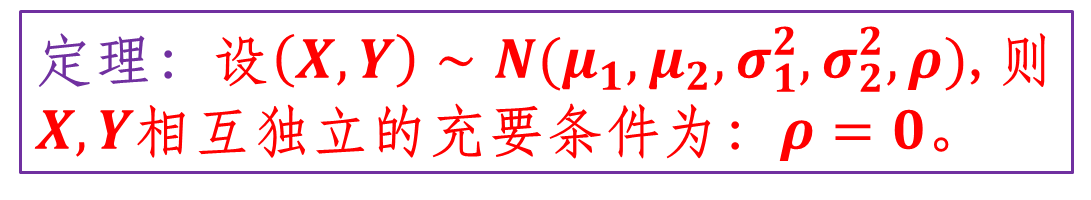 定理：设(X,Y) ~ N(μ₁,μ₂,σ₁²,σ₂²,ρ), 则
X,Y相互独立的充要条件为：ρ = 0。